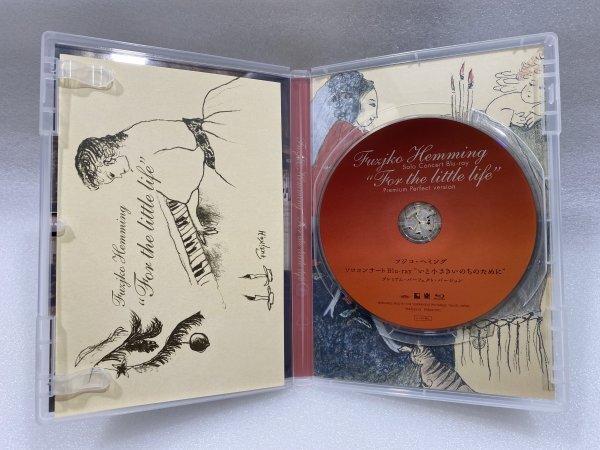 Fuzjko Hemming
"For the little life"
FUZJKO H
Fuzjko Hemming
Solo Concert Blu-ray
"For the little life"
Premium Perfect version
フジコ・ヘミング
ソロコンサート Blu-ray "いと小さきいのちのために"
プレミアム・パーフェクト・バージョン